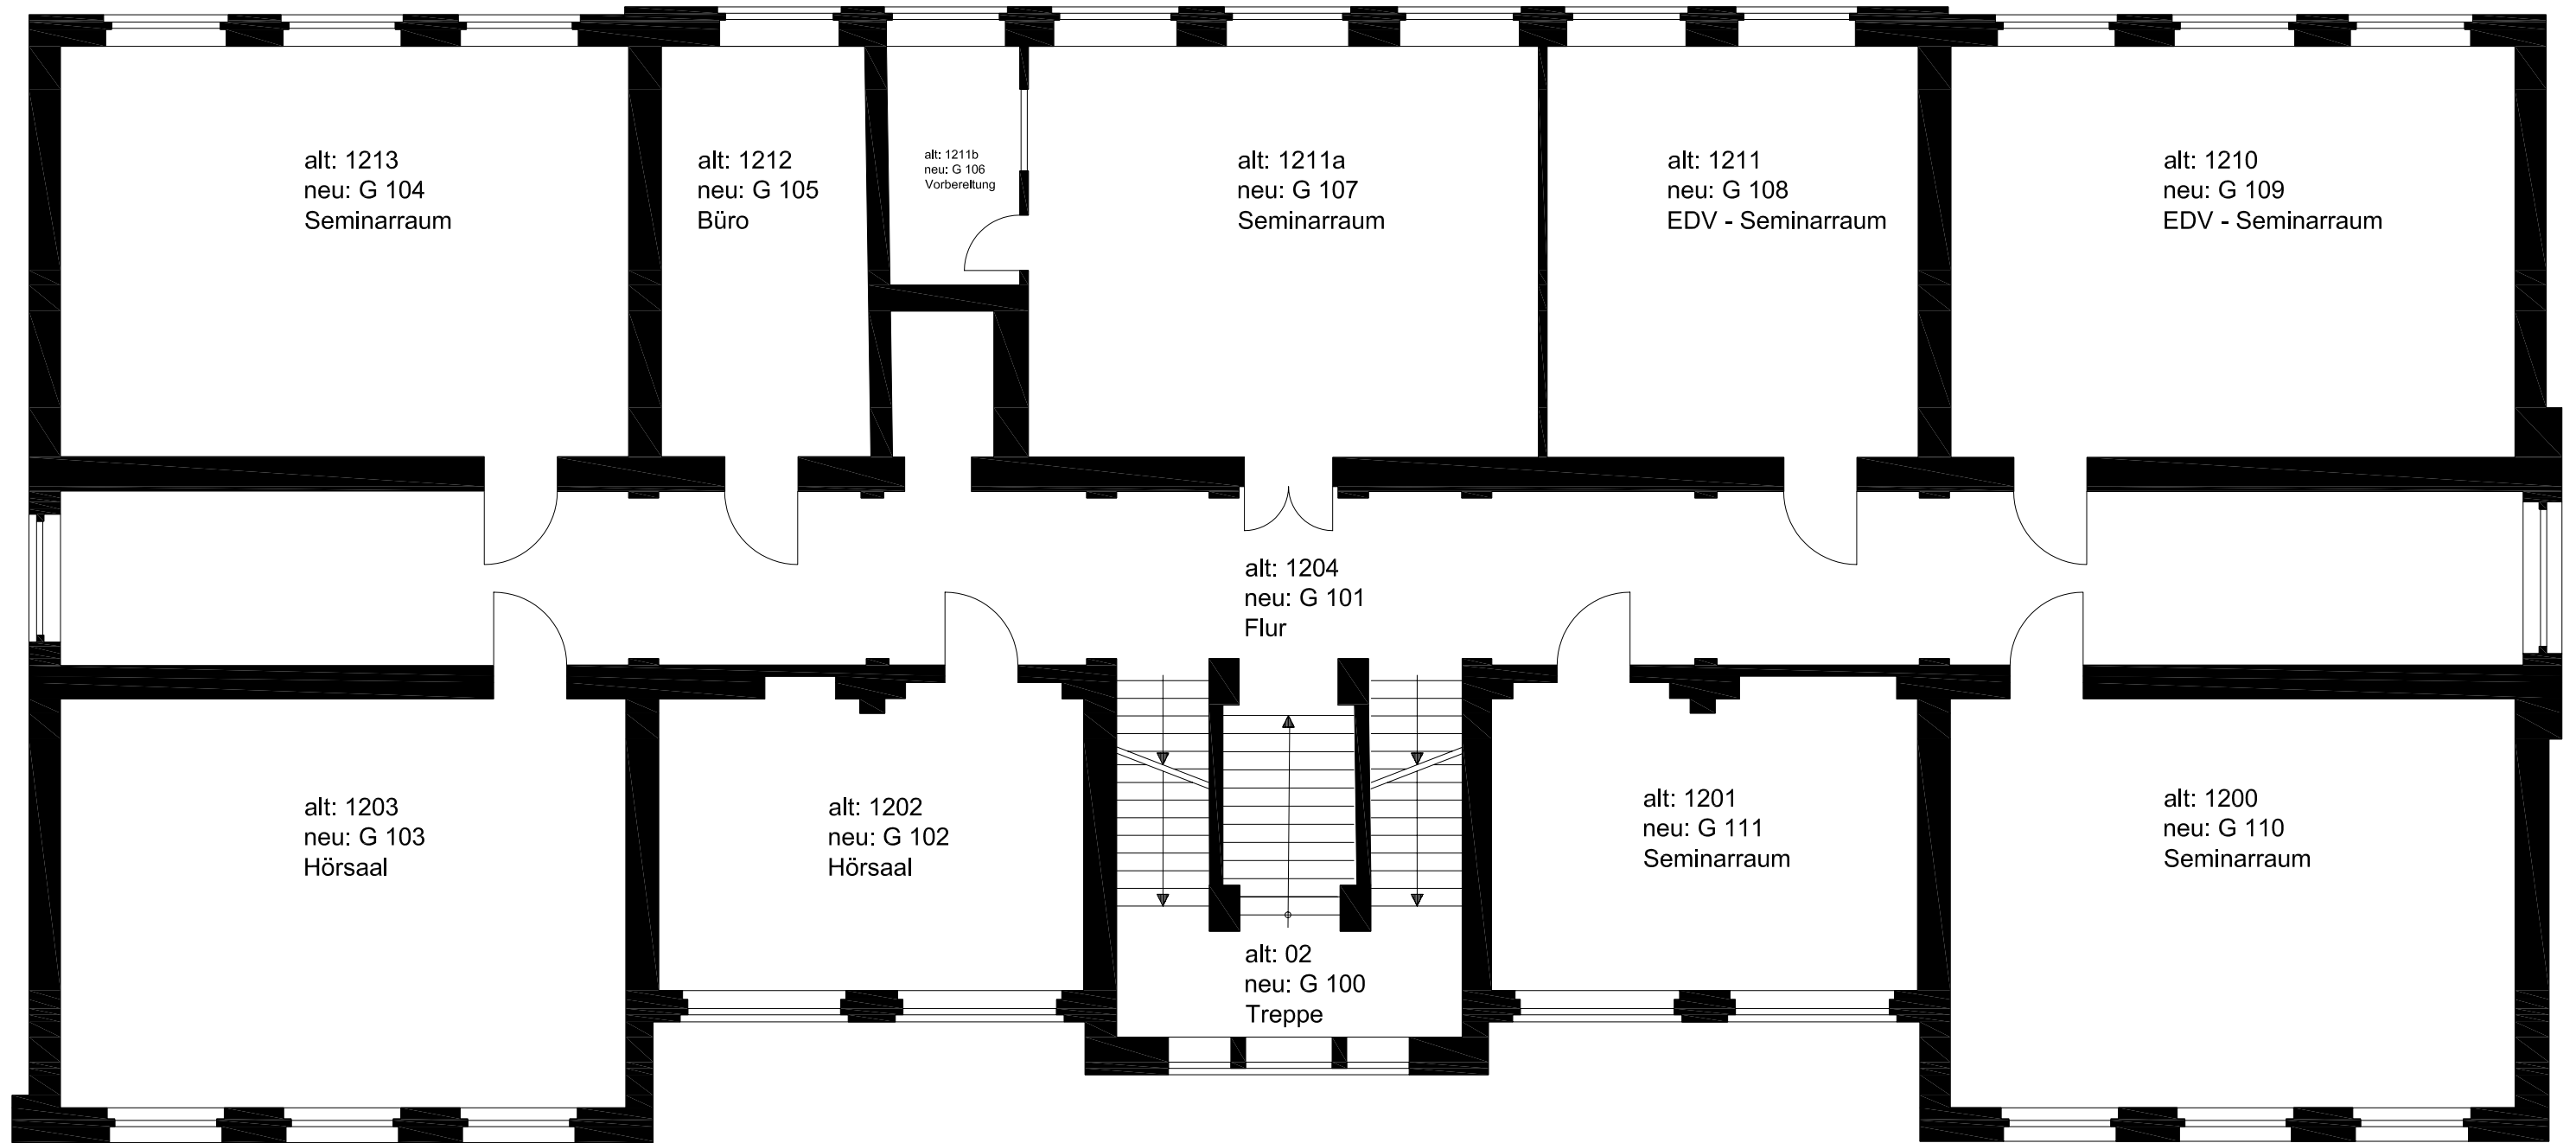 alt: 1213
neu: G 104
Seminarraum
alt: 1212
neu: G 105
Büro
alt: 1211b
neu: G 106
Vorbereitung
alt: 1211a
neu: G 107
Seminarraum
alt: 1211
neu: G 108
EDV - Seminarraum
alt: 1210
neu: G 109
EDV - Seminarraum
alt: 1204
neu: G 101
Flur
alt: 1203
neu: G 103
Hörsaal
alt: 1202
neu: G 102
Hörsaal
alt: 02
neu: G 100
Treppe
alt: 1201
neu: G 111
Seminarraum
alt: 1200
neu: G 110
Seminarraum